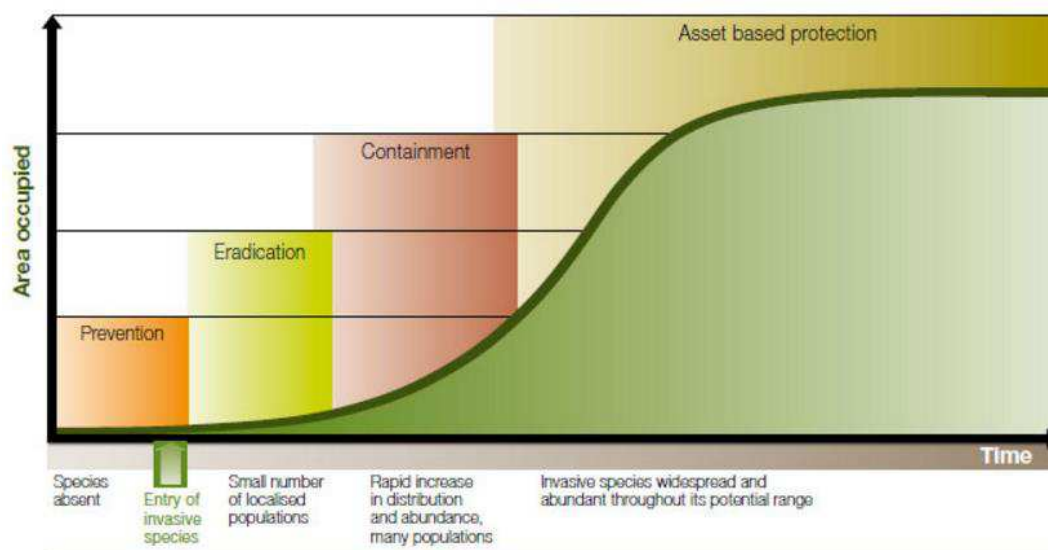 Asset based protection
Containment
Eradication
Prevention
Area occupied
Time
Species
absent
Entry of
invasive
species
Small number
of localised
populations
Rapid increase
in distribution
and abundance,
many populations
Invasive species widespread and
abundant throughout its potential range